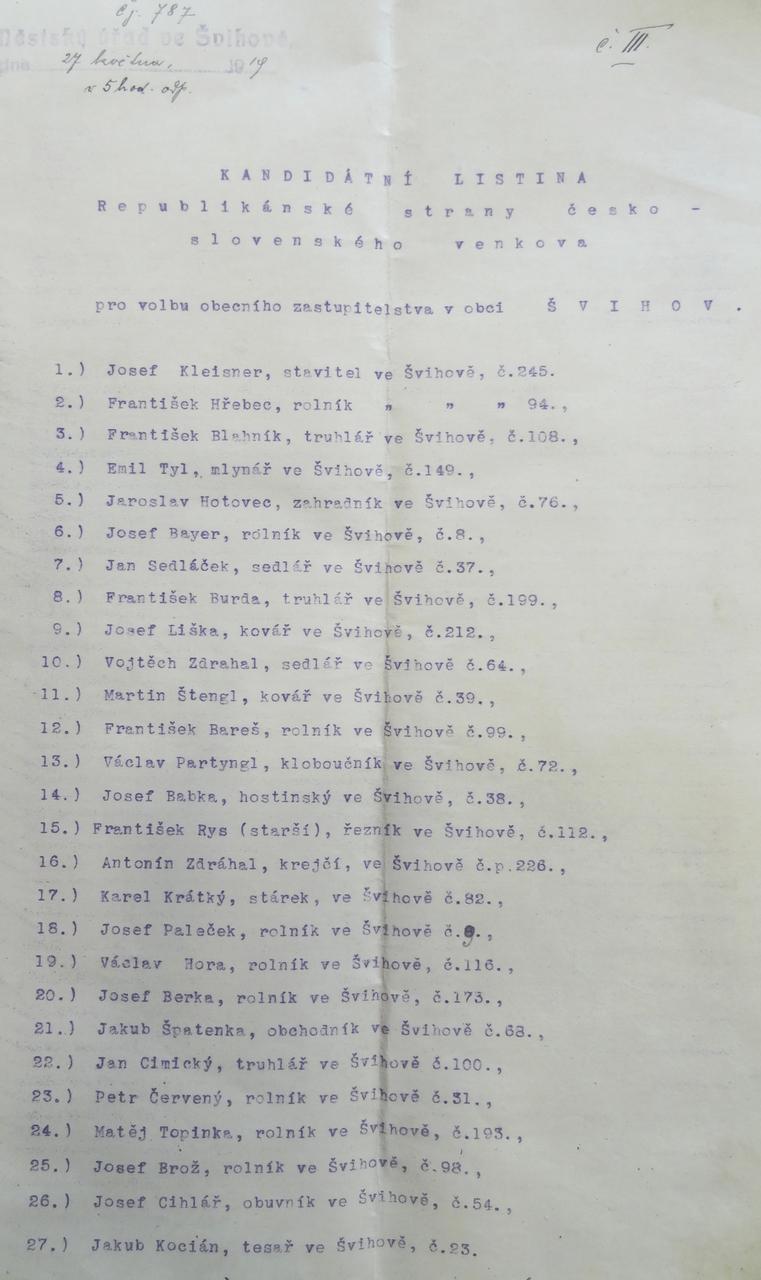 čj. 787
Městský úřad ve Švihově,
27 května, 1919
v 5 hod. odp.
č. III.
KANDIDÁTNÍ LISTINA
Republikánské strany česko -
slovenského venkova
pro volbu obecního zastupitelstva v obci ŠVIHOV.
1.) Josef Kleisner, stavitel ve Švihově, č.245.
2.) František Hřebec, rolník " " " 94.,
3.) František Blahník, truhlář ve Švihově, č.108.,
4.) Emil Tyl, mlynář ve Švihově, č.149.,
5.) Jaroslav Hotovec, zahradník ve Švihově, č.76.,
6.) Josef Bayer, rolník ve Švihově, č.8.,
7.) Jan Sedláček, sedlář ve Švihově č.37.,
8.) František Burda, truhlář ve Švihově, č.199.,
9.) Josef Liška, kovář ve Švihově, č.212.,
10.) Vojtěch Zdrahal, sedlář ve Švihově č.64.,
11.) Martin Štengl, kovář ve Švihově č.39.,
12.) František Bareš, rolník ve Švihově č.99.,
13.) Václav Partyngl, kloboučník ve Švihově, č.72.,
14.) Josef Babka, hostinský ve Švihově, č.38.,
15.) František Rys (starší), řezník ve Švihově, č.112.,
16.) Antonín Zdráhal, krejčí, ve Švihově č.p.226.,
17.) Karel Krátký, stárek, ve Švihově č.82.,
18.) Josef Paleček, rolník ve Švihově č.9.,
19.) Václav Hora, rolník ve Švihově, č.116.,
20.) Josef Berka, rolník ve Švihově, č.173.,
21.) Jakub Špatenka, obchodník ve Švihově č.68.,
22.) Jan Cimický, truhlář ve Švihově č.100.,
23.) Petr Červený, rolník ve Švihově č.31.,
24.) Matěj Topinka, rolník ve Švihově, č.193.,
25.) Josef Brož, rolník ve Švihově, č.98.,
26.) Josef Cihlář, obuvník ve Švihově, č.54.,
27.) Jakub Kocián, tesař ve Švihově, č.23.